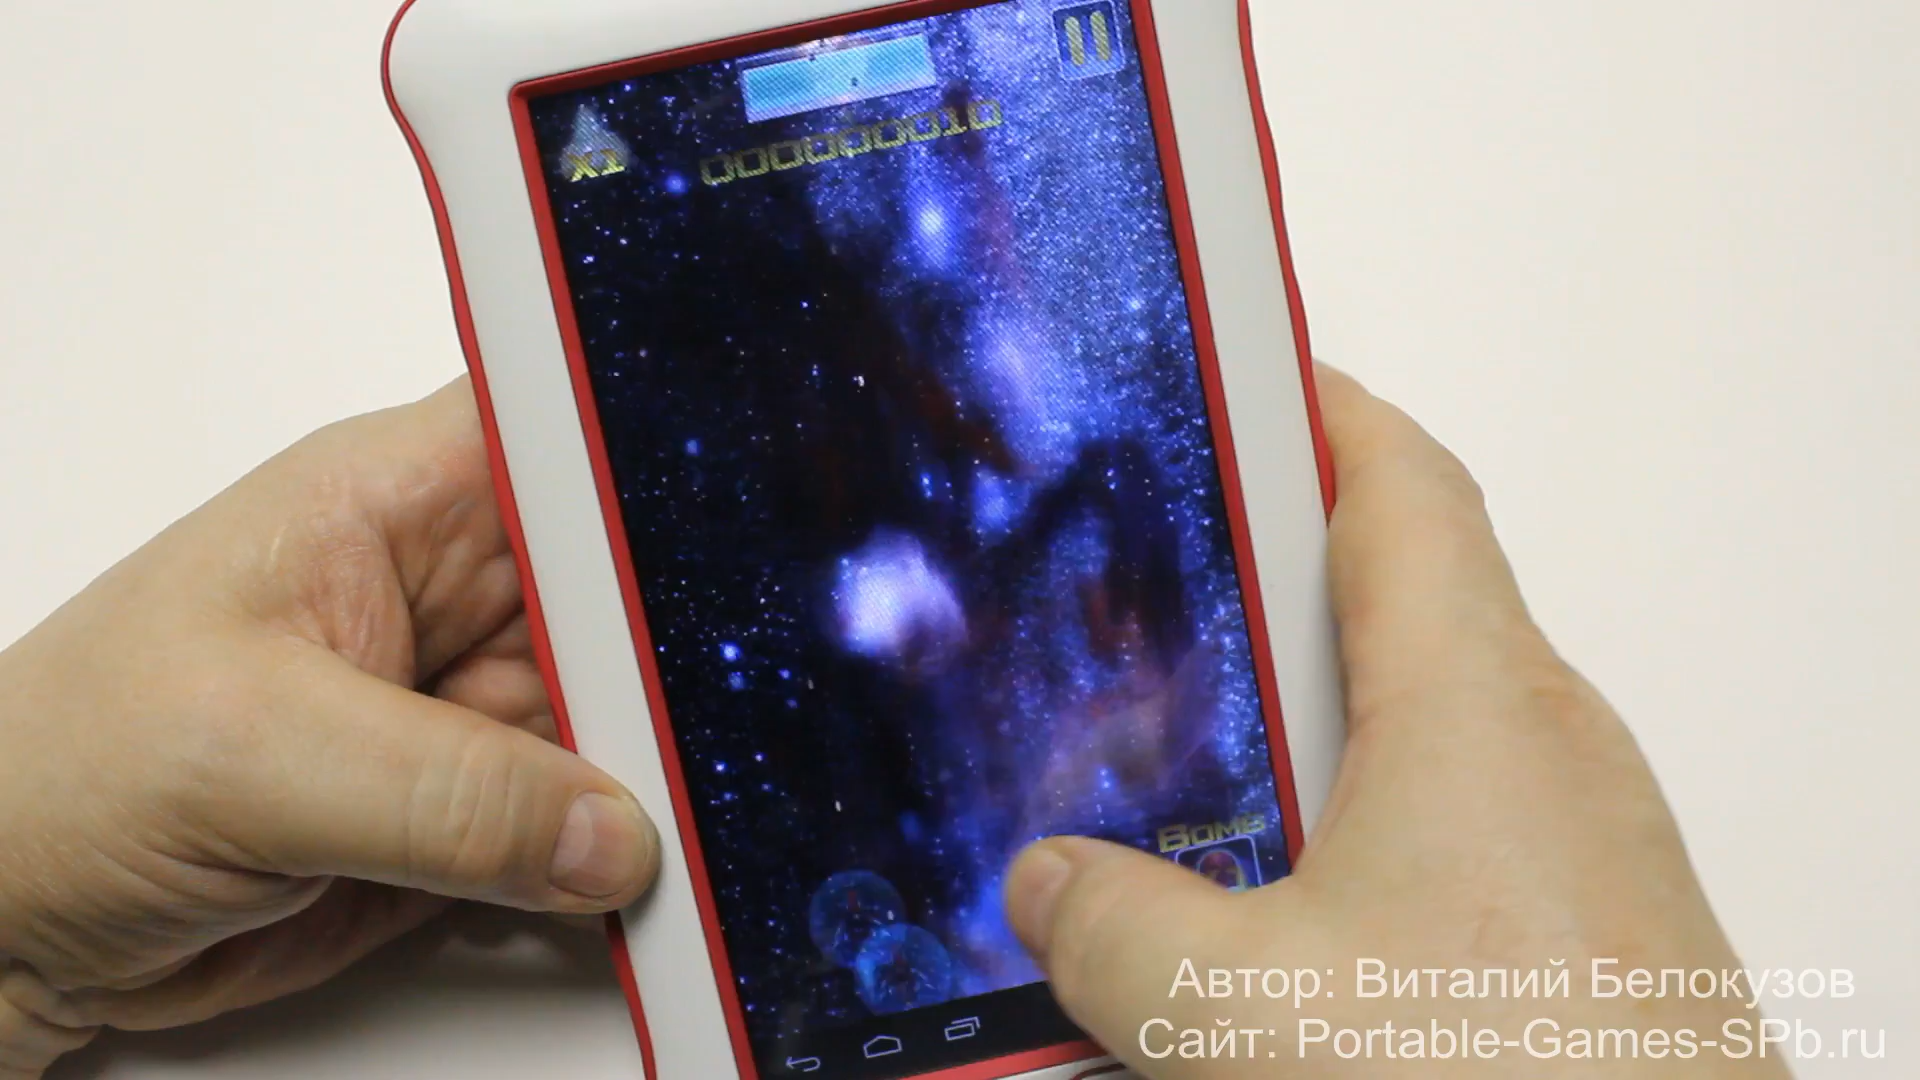 X1
000000010
BOMB
Автор: Виталий Белокузов
Сайт: Portable-Games-SPb.ru